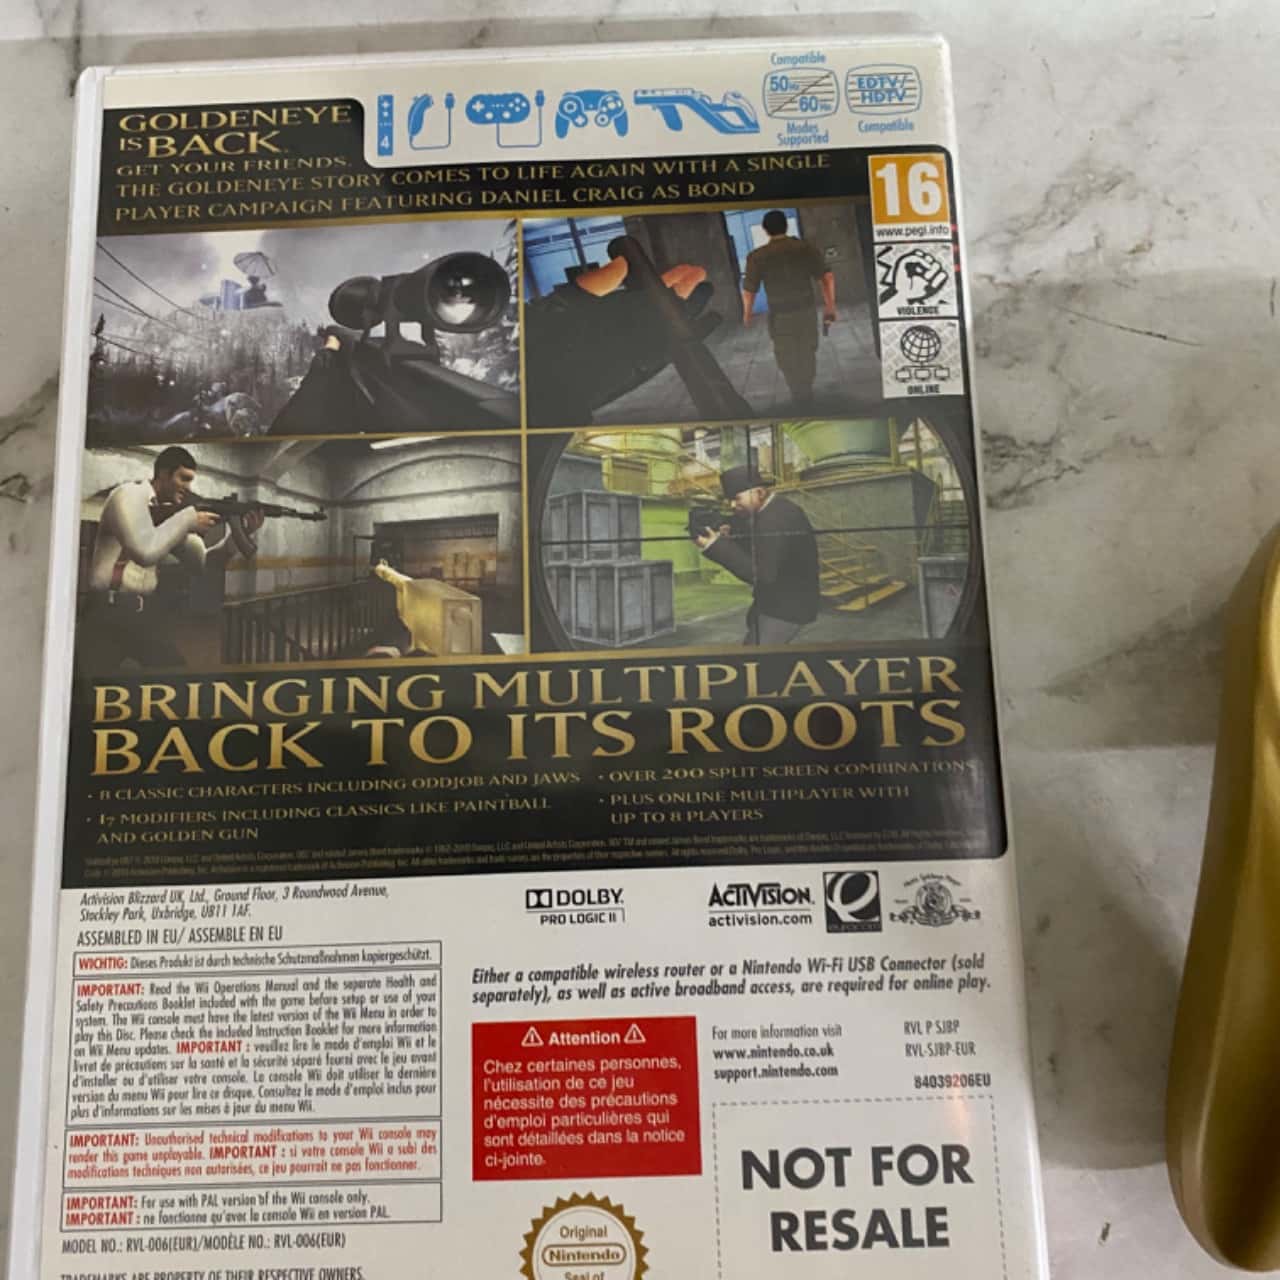 GOLDENEYE
IS BACK.
GET YOUR FRIENDS.
THE GOLDENEYE STORY COMES TO LIFE AGAIN WITH A SINGLE
PLAYER CAMPAIGN FEATURING DANIEL CRAIG AS BOND
4
Compatible
50Hz
60Hz
Modes
Supported
EDTV/
HDTV
Compatible
16
www.pegi.info
VIOLENCE
ONLINE
BRINGING MULTIPLAYER
BACK TO ITS ROOTS
• 8 CLASSIC CHARACTERS INCLUDING ODDJOB AND JAWS
• 17 MODIFIERS INCLUDING CLASSICS LIKE PAINTBALL
AND GOLDEN GUN
• OVER 200 SPLIT SCREEN COMBINATIONS
• PLUS ONLINE MULTIPLAYER WITH
UP TO 8 PLAYERS
Activision Blizzard UK, Ltd., Ground Floor, 3 Roundwood Avenue,
Stockley Park, Uxbridge, UB11 1AF.
ASSEMBLED IN EU/ ASSEMBLE EN EU
DOLBY.
PRO LOGIC II
ACTIVISION.
activision.com
eurocom
WICHTIG: Dieses Produkt ist durch technische Schutzmaßnahmen kopiergeschützt.
IMPORTANT: Read the Wii Operations Manual and the separate Health and
Safety Precautions Booklet included with the game before setup or use of your
system. The Wii console must have the latest version of the Wii Menu in order to
play this Disc. Please check the included Instruction Booklet for more information
on Wii Menu updates. IMPORTANT : veuillez lire le mode d'emploi Wii et le
livret de précautions sur la santé et la sécurité séparé fourni avec le jeu avant
d'installer ou d'utiliser votre console. La console Wii doit utiliser la dernière
version du menu Wii pour lire ce disque. Consultez le mode d'emploi inclus pour
plus d'informations sur les mises à jour du menu Wii.
IMPORTANT: Unauthorised technical modifications to your Wii console may
render this game unplayable. IMPORTANT : si votre console Wii a subi des
modifications techniques non autorisées, ce jeu pourrait ne pas fonctionner.
IMPORTANT: For use with PAL version of the Wii console only.
IMPORTANT : ne fonctionne qu'avec la console Wii en version PAL.
MODEL NO.: RVL-006(EUR)/MODÈLE NO.: RVL-006(EUR)
TRADEMARKS ARE PROPERTY OF THEIR RESPECTIVE OWNERS.
Either a compatible wireless router or a Nintendo Wi-Fi USB Connector (sold
separately), as well as active broadband access, are required for online play.
Attention
Chez certaines personnes,
l'utilisation de ce jeu
nécessite des précautions
d'emploi particulières qui
sont détaillées dans la notice
ci-jointe.
For more information visit
www.nintendo.co.uk
support.nintendo.com
RVL P SJBP
RVL-SJBP-EUR
84039206EU
NOT FOR
RESALE
Original
Nintendo
Seal of